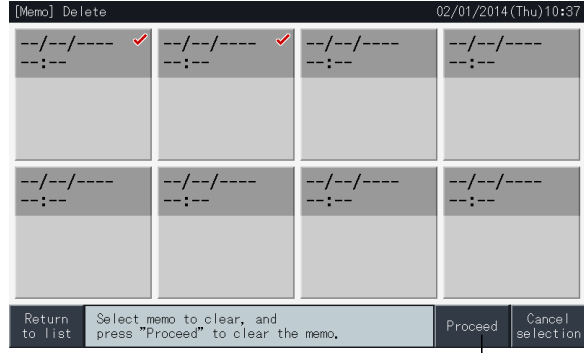 [Memo] Delete 02/01/2014(Thu)10:37
--/--/---- --/--/---- --/--/---- --/--/----
--:-- --:-- --:-- --:--
--/--/---- --/--/---- --/--/---- --/--/----
--:-- --:-- --:-- --:--
Return
to list
Select memo to clear, and
press "Proceed" to clear the memo.
Proceed
Cancel
selection